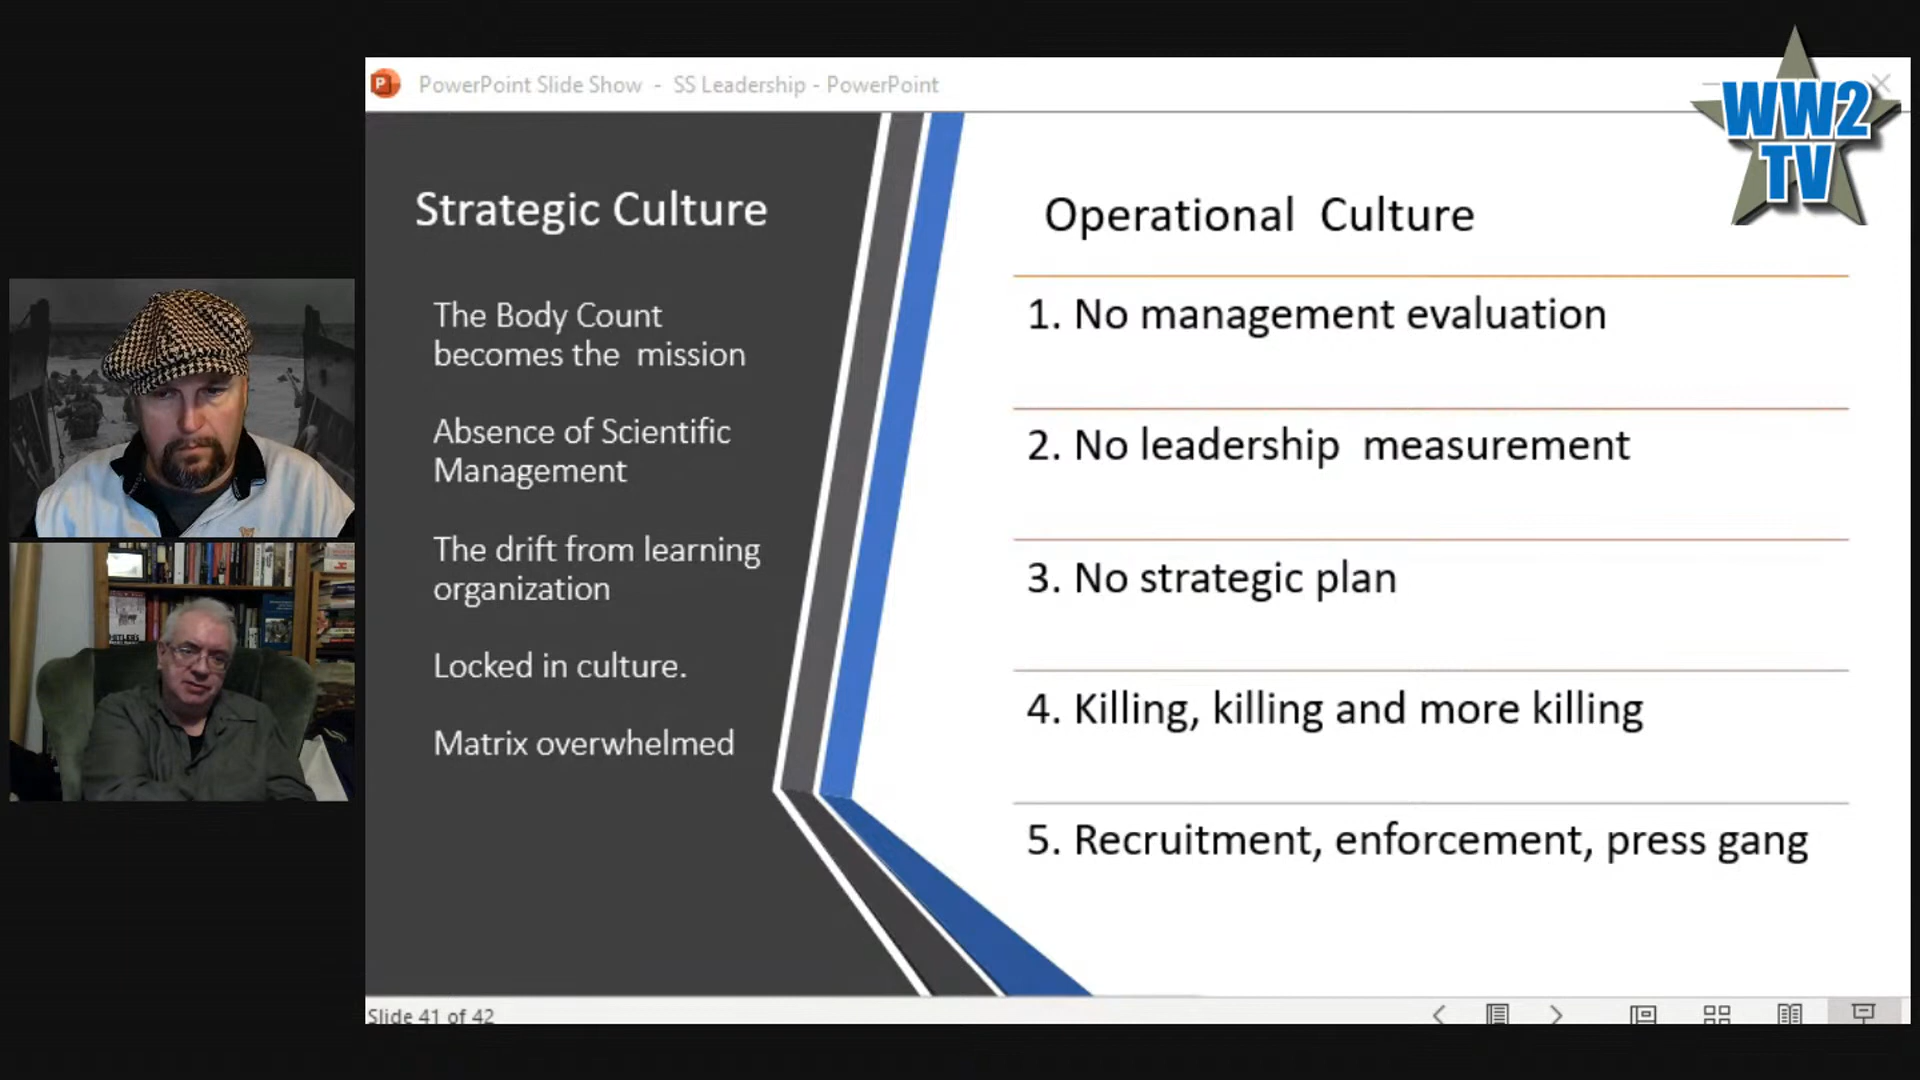 PowerPoint Slide Show - SS Leadership - PowerPoint
WW2
TV
Strategic Culture
The Body Count
becomes the mission
Absence of Scientific
Management
The drift from learning
organization
Locked in culture.
Matrix overwhelmed
Operational Culture
1. No management evaluation
2. No leadership measurement
3. No strategic plan
4. Killing, killing and more killing
5. Recruitment, enforcement, press gang
Slide 41 of 42